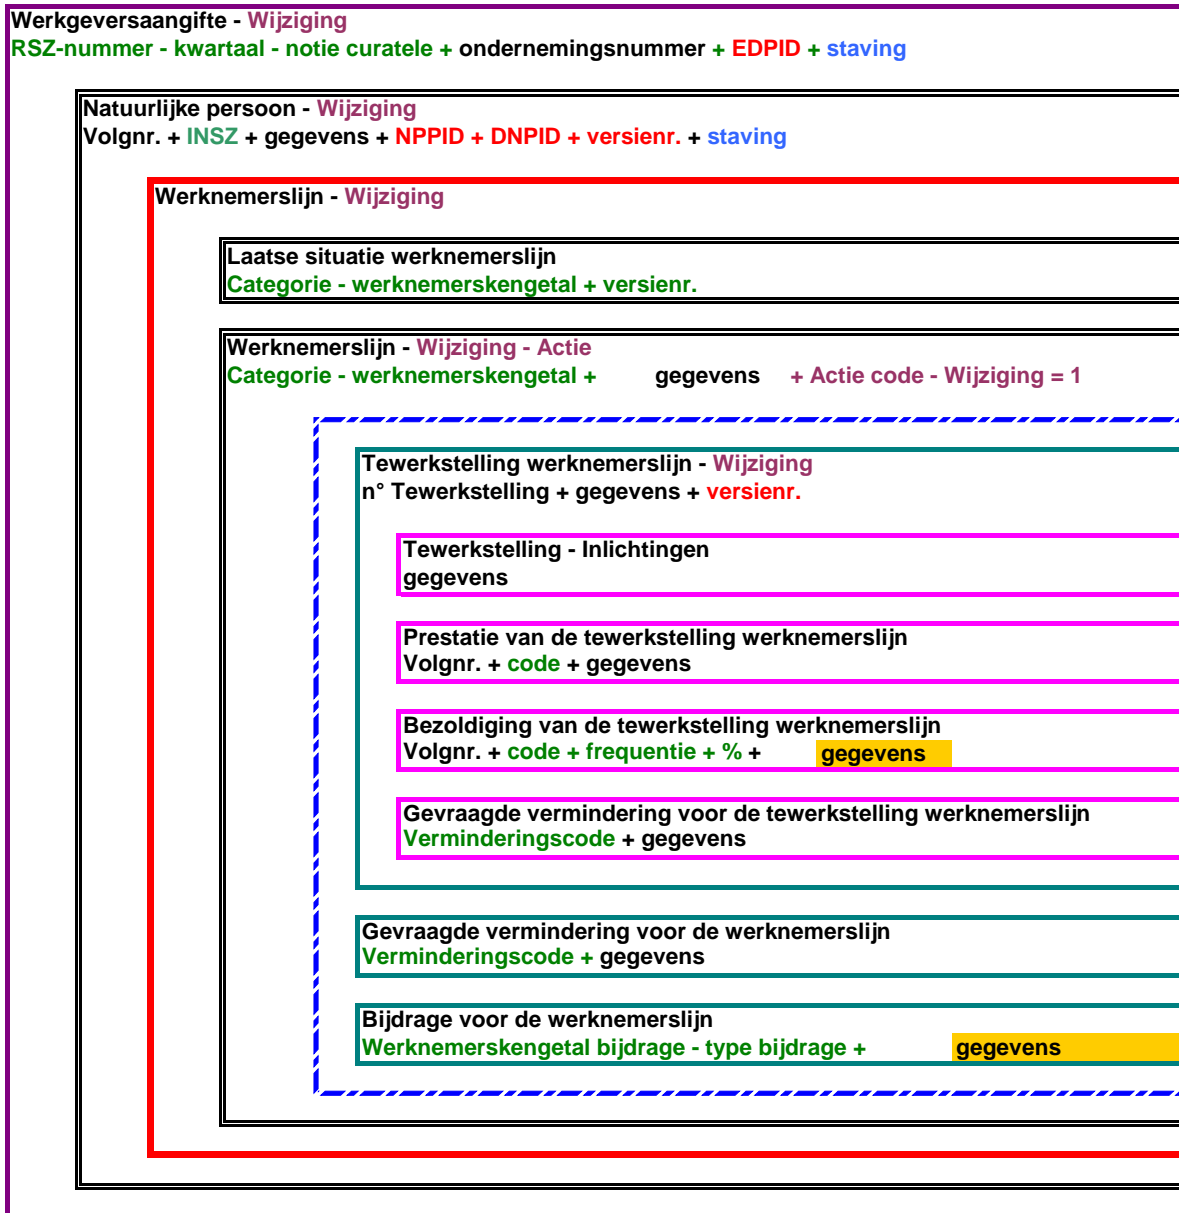 Werkgeversaangifte - Wijziging
RSZ-nummer - kwartaal - notie curatele + ondernemingsnummer + EDPID + staving
Natuurlijke persoon - Wijziging
Volgnr. + INSZ + gegevens + NPPID + DNPID + versienr. + staving
Werknemerslijn - Wijziging
Laatse situatie werknemerslijn
Categorie - werknemerskengetal + versienr.
Werknemerslijn - Wijziging - Actie
Categorie - werknemerskengetal + gegevens + Actie code - Wijziging = 1
Tewerkstelling werknemerslijn - Wijziging
n° Tewerkstelling + gegevens + versienr.
Tewerkstelling - Inlichtingen
gegevens
Prestatie van de tewerkstelling werknemerslijn
Volgnr. + code + gegevens
Bezoldiging van de tewerkstelling werknemerslijn
Volgnr. + code + frequentie + % + gegevens
Gevraagde vermindering voor de tewerkstelling werknemerslijn
Verminderingscode + gegevens
Gevraagde vermindering voor de werknemerslijn
Verminderingscode + gegevens
Bijdrage voor de werknemerslijn
Werknemerskengetal bijdrage - type bijdrage + gegevens